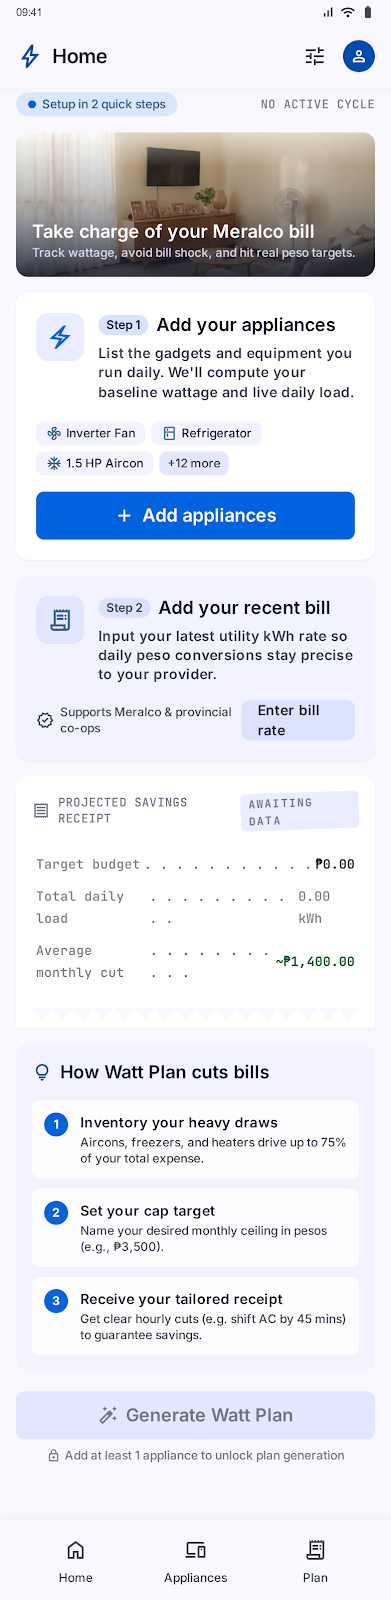 09:41
Home
Setup in 2 quick steps
NO ACTIVE CYCLE
Take charge of your Meralco bill
Track wattage, avoid bill shock, and hit real peso targets.
Step 1 Add your appliances
List the gadgets and equipment you
run daily. We'll compute your
baseline wattage and live daily load.
Inverter Fan
Refrigerator
1.5 HP Aircon
+12 more
+ Add appliances
Step 2 Add your recent bill
Input your latest utility kWh rate so
daily peso conversions stay precise
to your provider.
Supports Meralco & provincial
co-ops
Enter bill
rate
PROJECTED SAVINGS
RECEIPT
AWAITING
DATA
Target budget . . . . . . . . . . . . ₱0.00
Total daily
load
. . . . . . . . . .
. .
0.00
kWh
Average
monthly cut
. . . . . . . . .
. . .
~₱1,400.00
How Watt Plan cuts bills
1
Inventory your heavy draws
Aircons, freezers, and heaters drive up to 75%
of your total expense.
2
Set your cap target
Name your desired monthly ceiling in pesos
(e.g., ₱3,500).
3
Receive your tailored receipt
Get clear hourly cuts (e.g. shift AC by 45 mins)
to guarantee savings.
Generate Watt Plan
Add at least 1 appliance to unlock plan generation
Home
Appliances
Plan